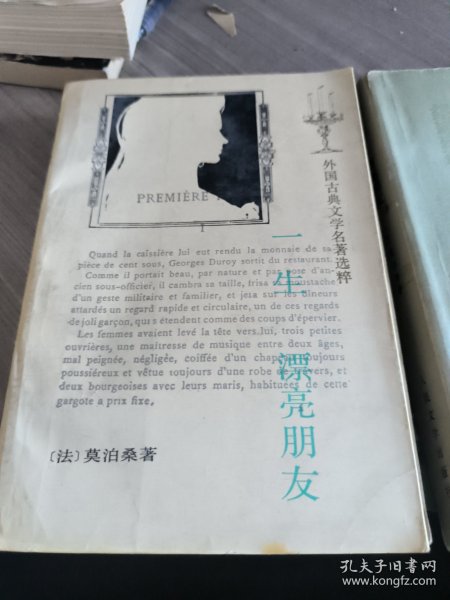 PREMIÈRE
I
外国古典文学名著选粹
Quand la caissière lui eut rendu la monnaie de sa
pièce de cent sous, Georges Duroy sortit du restaurant.
Comme il portait beau, par nature et par pose d'an-
cien sous-officier, il cambra sa taille, frisa sa moustache
d'un geste militaire et familier, et jeta sur les dîneurs
attardés un regard rapide et circulaire, un de ces regards
de joli garçon, qui s'étendent comme des coups d'épervier.
Les femmes avaient levé la tête vers lui, trois petites
ouvrières, une maîtresse de musique entre deux âges,
mal peignée, négligée, coiffée d'un chapeau toujours
poussiéreux et vêtue toujours d'une robe de travers, et
deux bourgeoises avec leurs maris, habituées de cette
gargote à prix fixe.
一生 漂亮朋友
〔法〕莫泊桑著
孔夫子旧书网
www.kongfz.com